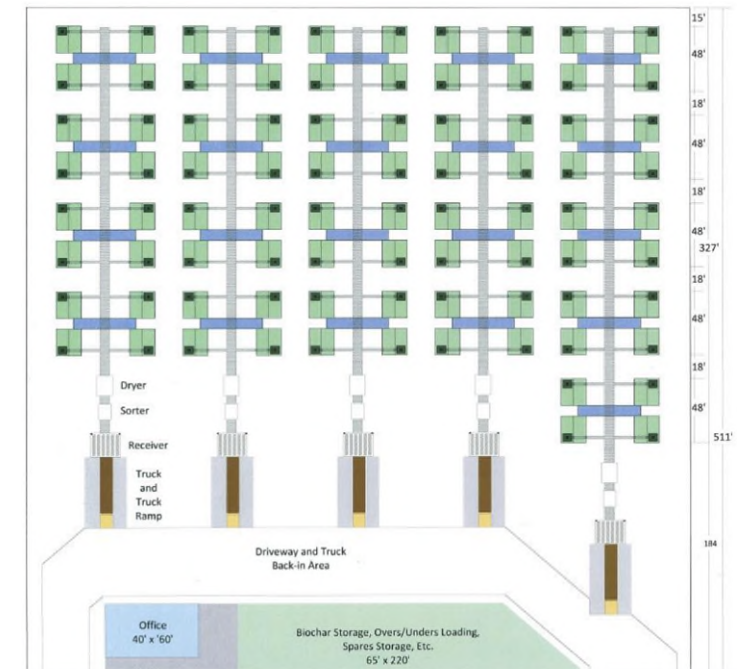 15'
48'
18'
48'
18'
48'
327'
18'
48'
18'
Dryer
48'
Sorter
511'
Receiver
Truck
and
Truck
Ramp
184
Driveway and Truck
Back-in Area
Office
40' x '60'
Biochar Storage, Overs/Unders Loading,
Spares Storage, Etc.
65' x 220'